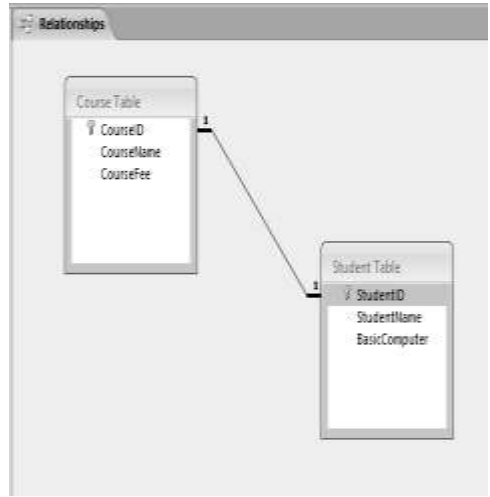 Relationships
Course Table
1
CourseID
CourseName
CourseFee
Student Table
1
StudentID
StudentName
BasicComputer